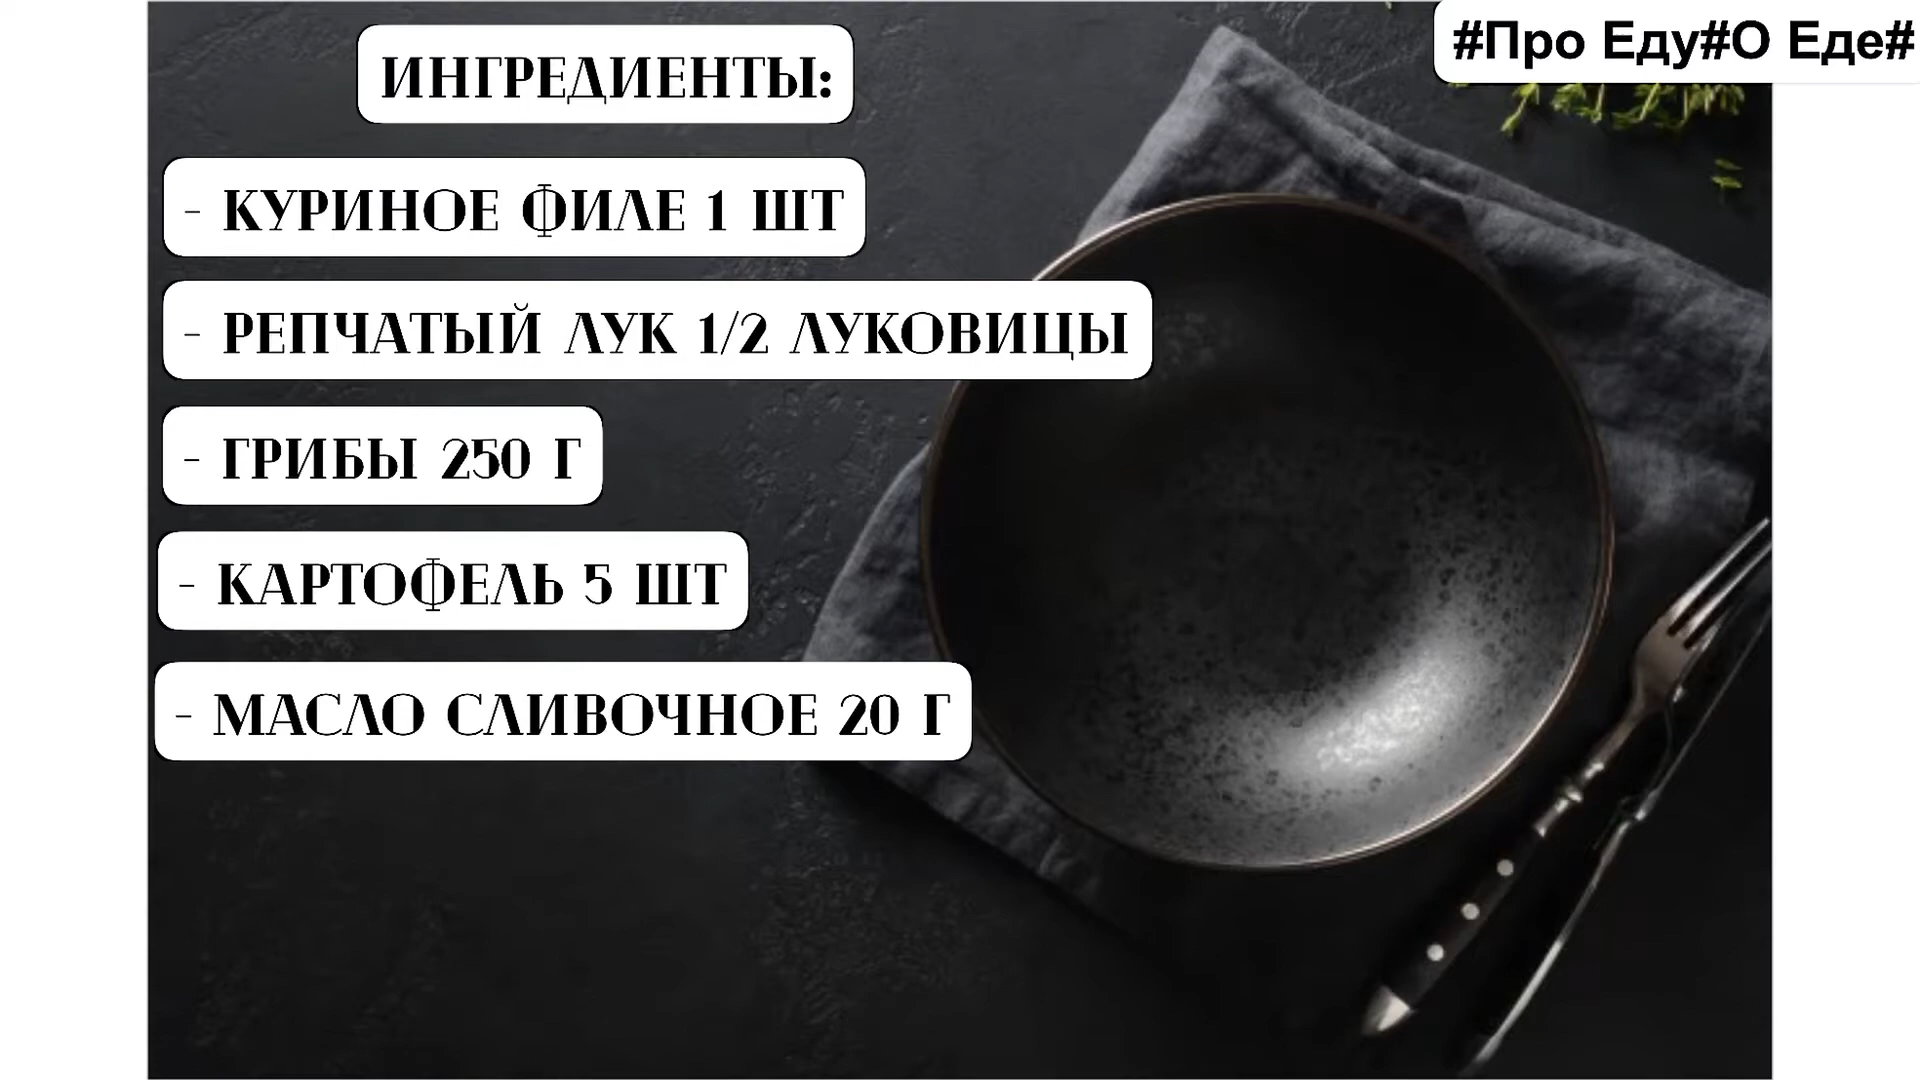 #Про Еду#О Еде#
ИНГРЕДИЕНТЫ:
- КУРИНОЕ ФИЛЕ 1 ШТ
- РЕПЧАТЫЙ ЛУК 1/2 ЛУКОВИЦЫ
- ГРИБЫ 250 Г
- КАРТОФЕЛЬ 5 ШТ
- МАСЛО СЛИВОЧНОЕ 20 Г